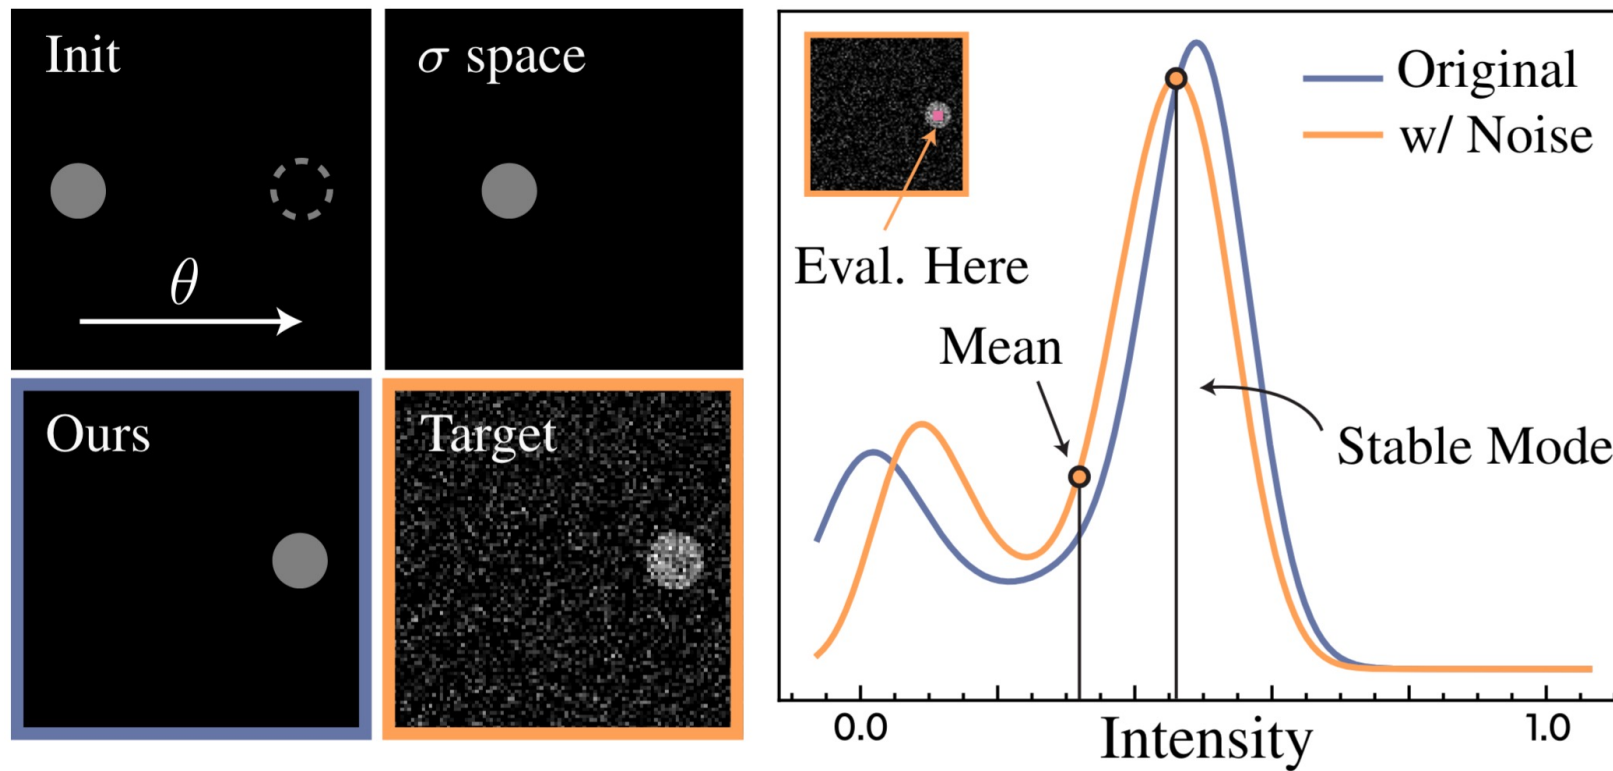 Init
σ space
θ
Ours
Target
Original
w/ Noise
Eval. Here
Mean
Stable Mode
0.0
Intensity
1.0